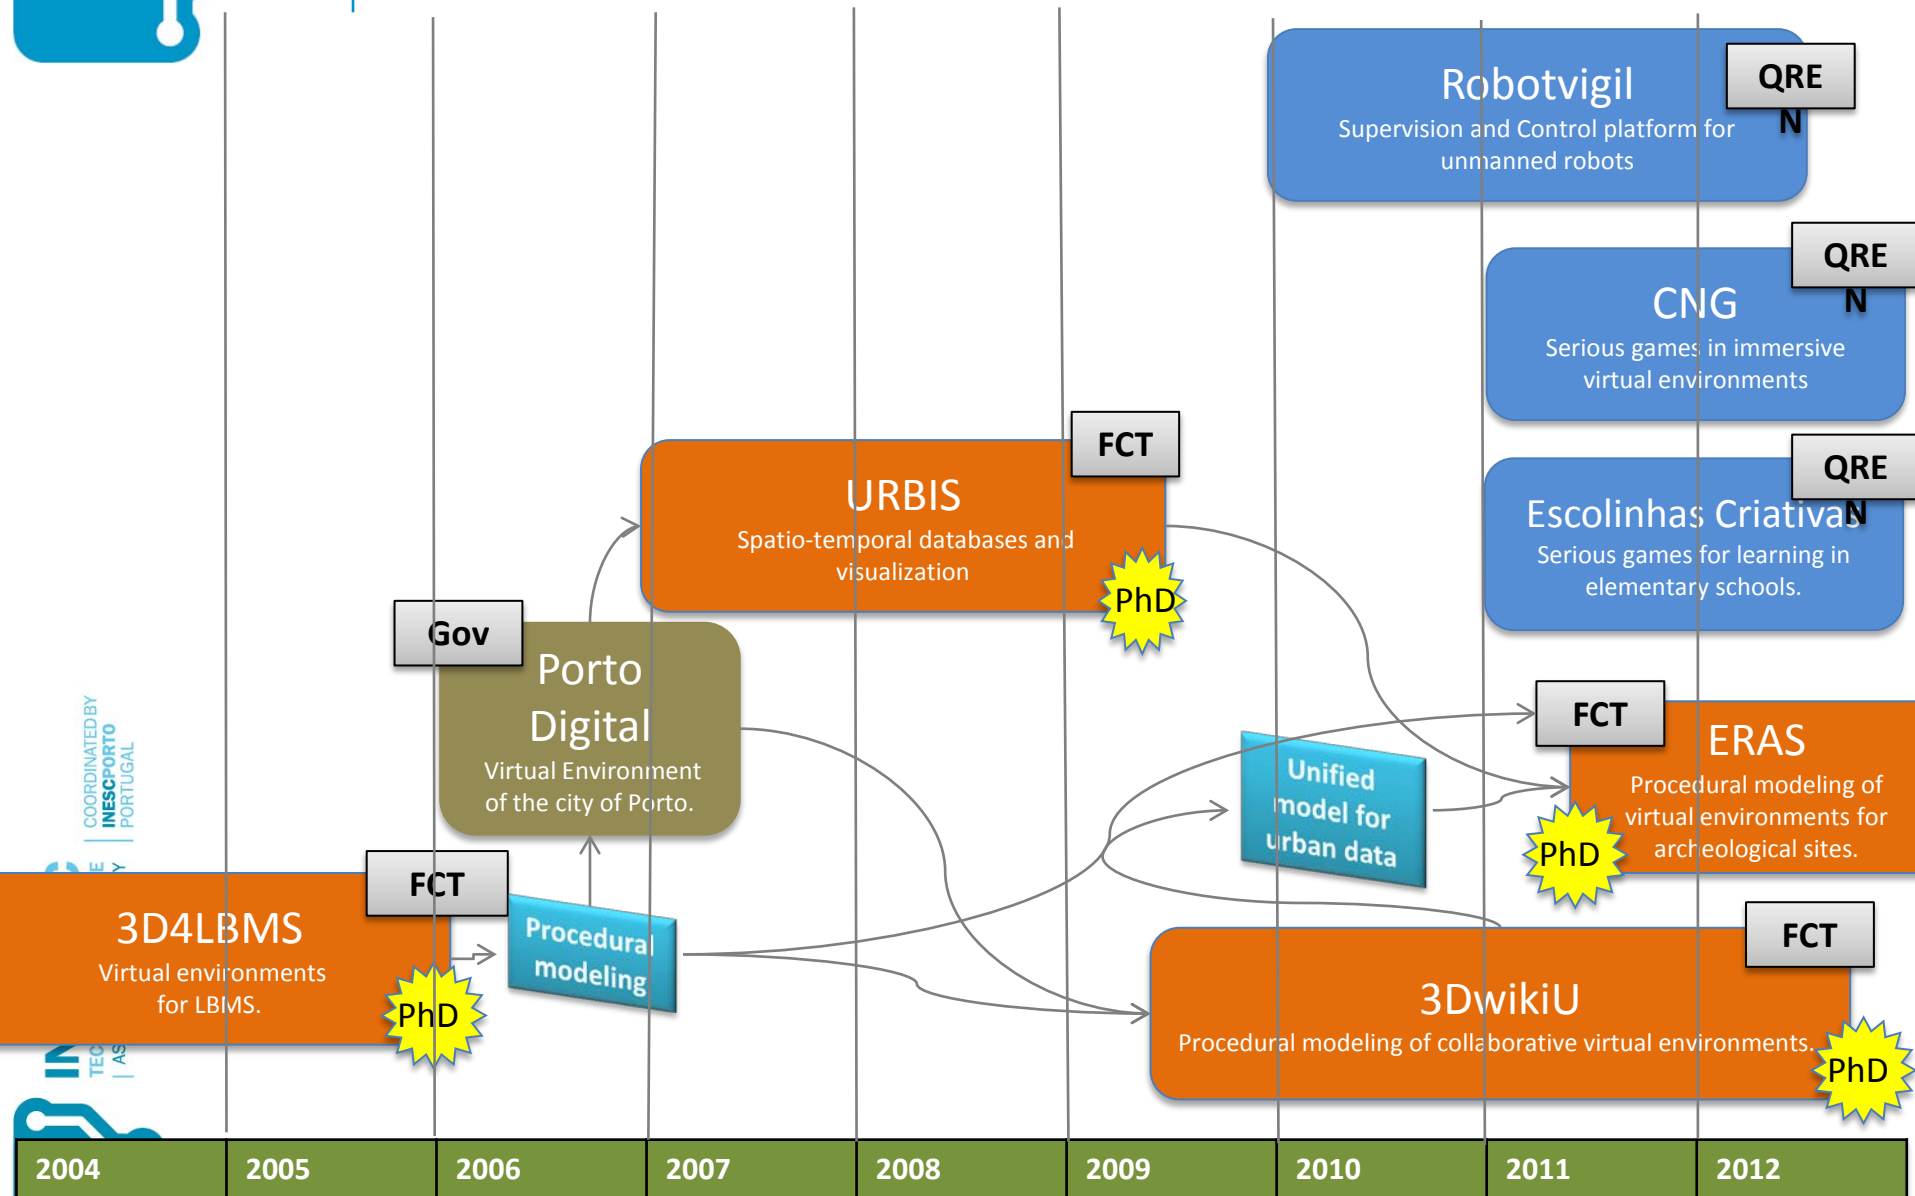 Robotvigil
Supervision and Control platform for
unmanned robots
QRE
N
CNG
Serious games in immersive
virtual environments
QRE
N
Escolinhas Criativas
Serious games for learning in
elementary schools.
QRE
N
URBIS
Spatio-temporal databases and
visualization
FCT
PhD
Gov
Porto
Digital
Virtual Environment
of the city of Porto.
FCT
ERAS
Procedural modeling of
virtual environments for
archeological sites.
PhD
Unified
model for
urban data
COORDINATED BY
INESCPORTO
PORTUGAL
FCT
3D4LBMS
Virtual environments
for LBMS.
PhD
Procedural
modeling
FCT
3DwikiU
Procedural modeling of collaborative virtual environments.
PhD
2004 2005 2006 2007 2008 2009 2010 2011 2012